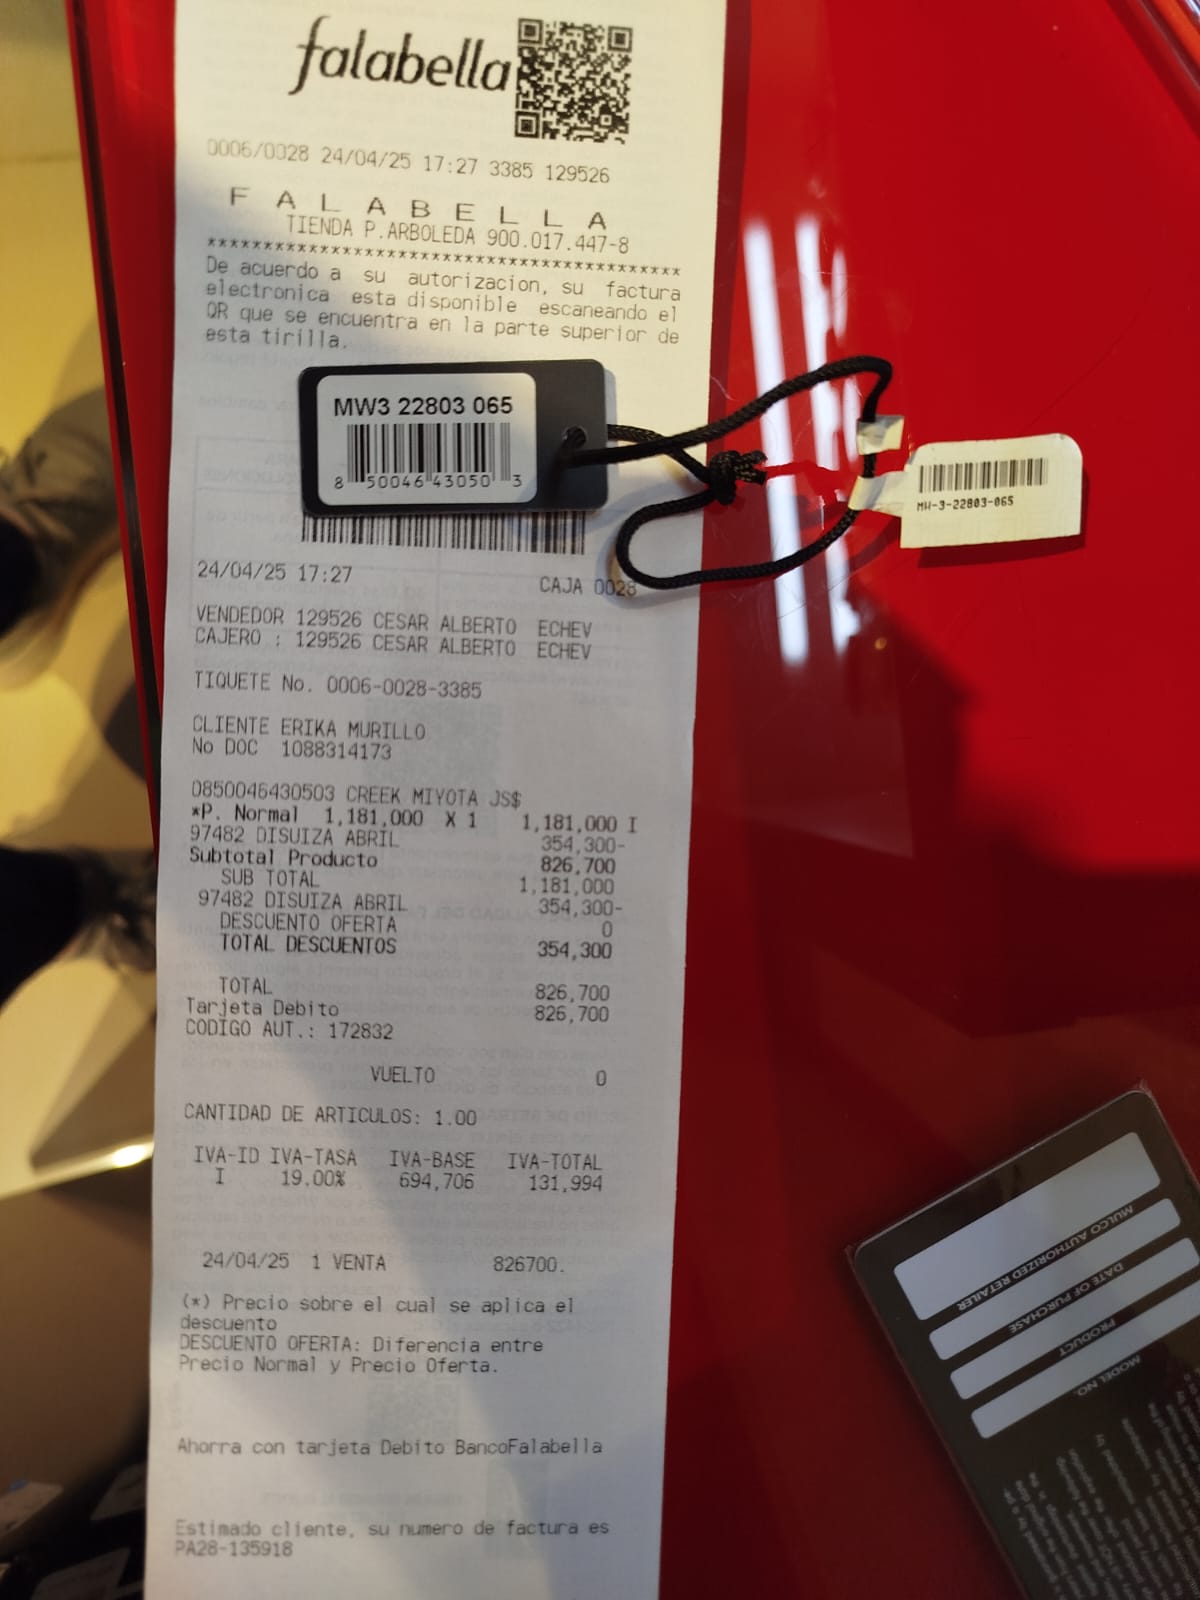 falabella
0006/0028 24/04/25 17:27 3385 129526
FALABELLA
TIENDA P.ARBOLEDA 900.017.447-8
*******************************************
De acuerdo a su autorizacion, su factura
electronica esta disponible escaneando el
QR que se encuentra en la parte superior de
esta tirilla.
MW3 22803 065
8 50046 43050 3
MW-3-22803-065
24/04/25 17:27 CAJA 0028
VENDEDOR 129526 CESAR ALBERTO ECHEV
CAJERO : 129526 CESAR ALBERTO ECHEV
TIQUETE No. 0006-0028-3385
CLIENTE ERIKA MURILLO
No DOC 1088314173
0850046430503 CREEK MIYOTA JS$
*P. Normal 1,181,000 X 1 1,181,000 I
97482 DISUIZA ABRIL 354,300-
Subtotal Producto 826,700
SUB TOTAL 1,181,000
97482 DISUIZA ABRIL 354,300-
DESCUENTO OFERTA 0
TOTAL DESCUENTOS 354,300
TOTAL 826,700
Tarjeta Debito 826,700
CODIGO AUT.: 172832
VUELTO 0
CANTIDAD DE ARTICULOS: 1.00
IVA-ID IVA-TASA IVA-BASE IVA-TOTAL
I 19.00% 694,706 131,994
24/04/25 1 VENTA 826700.
(*) Precio sobre el cual se aplica el
descuento
DESCUENTO OFERTA: Diferencia entre
Precio Normal y Precio Oferta.
Ahorra con tarjeta Debito BancoFalabella
Estimado cliente, su numero de factura es
PA28-135918
MODEL NO.
PRODUCT
DATE OF PURCHASE
MULCO AUTHORIZED RETAILER